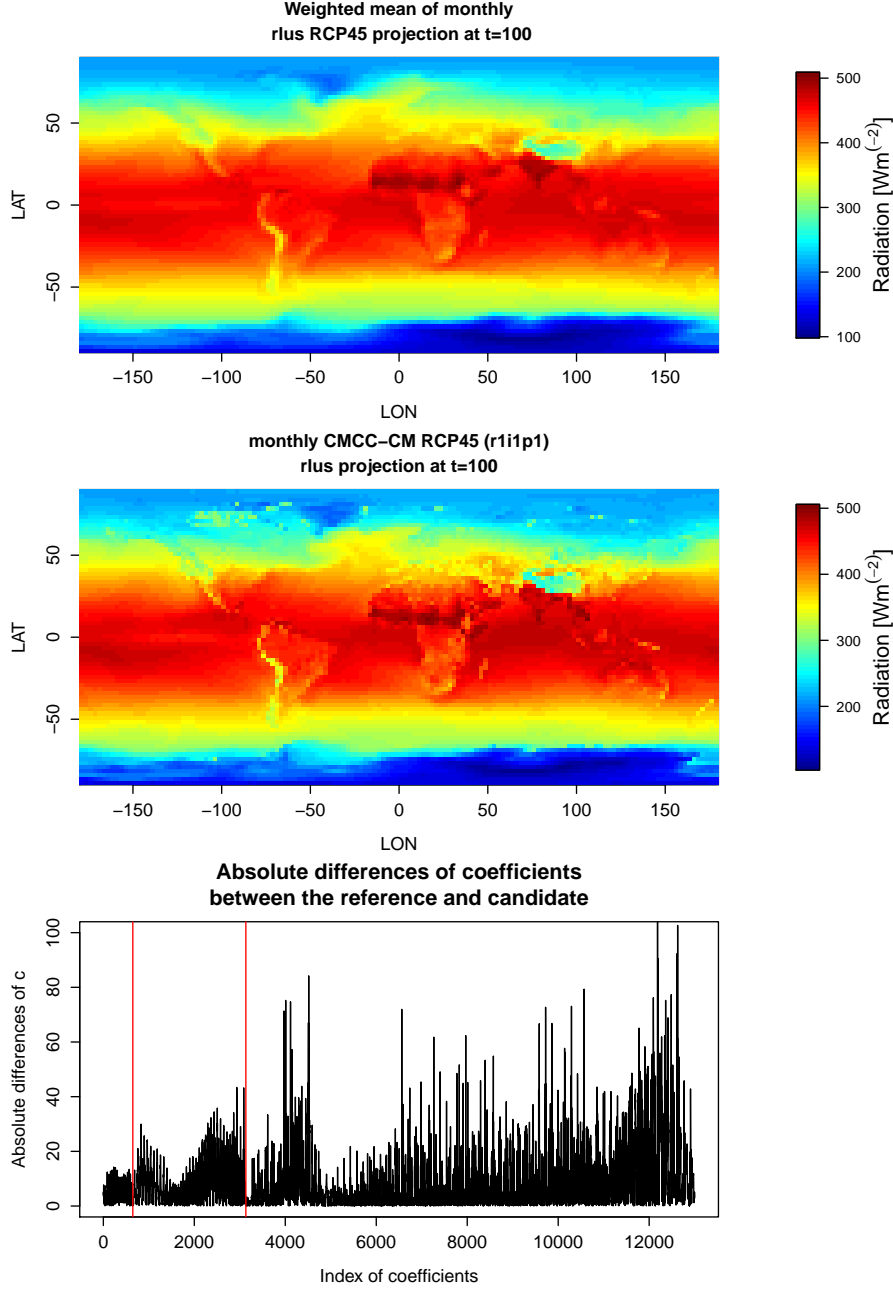 Weighted mean of monthly
rlus RCP45 projection at t=100
50
0
−50
LAT
−150 −100 −50 0 50 100 150
LON
500
400
300
200
100
Radiation [Wm(−2)]
monthly CMCC−CM RCP45 (r1i1p1)
rlus projection at t=100
50
0
−50
LAT
−150 −100 −50 0 50 100 150
LON
500
400
300
200
Radiation [Wm(−2)]
Absolute differences of coefficients
between the reference and candidate
100
80
60
40
20
0
Absolute differences of c
0 2000 4000 6000 8000 10000 12000
Index of coefficients